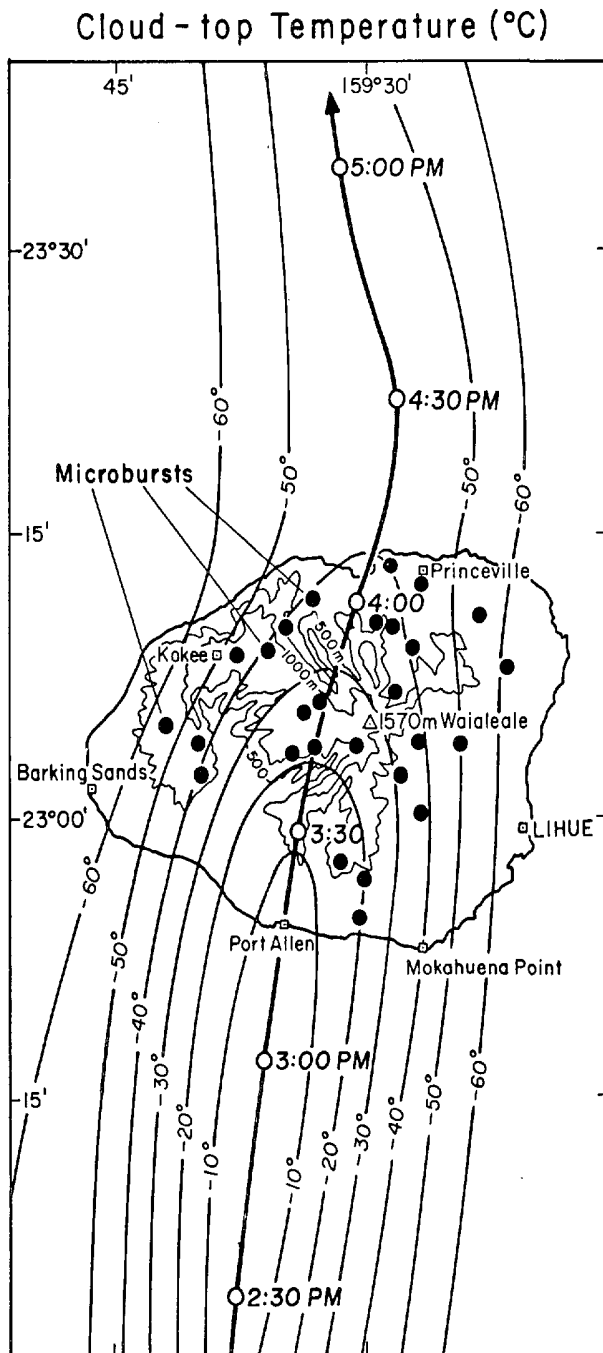 Cloud-top Temperature (°C)
45'
159°30'
5:00 PM
23°30'
4:30 PM
-60°
-50°
-50°
-60°
Microbursts
15'
Princeville
4:00
500m
Kokee
1000m
1570m Waialeale
500
Barking Sands
23°00'
3:30
LIHUE
Port Allen
Mokahuena Point
-60°
-50°
-40°
-30°
-20°
-10°
3:00 PM
-10°
-20°
-30°
-40°
-50°
-60°
15'
2:30 PM